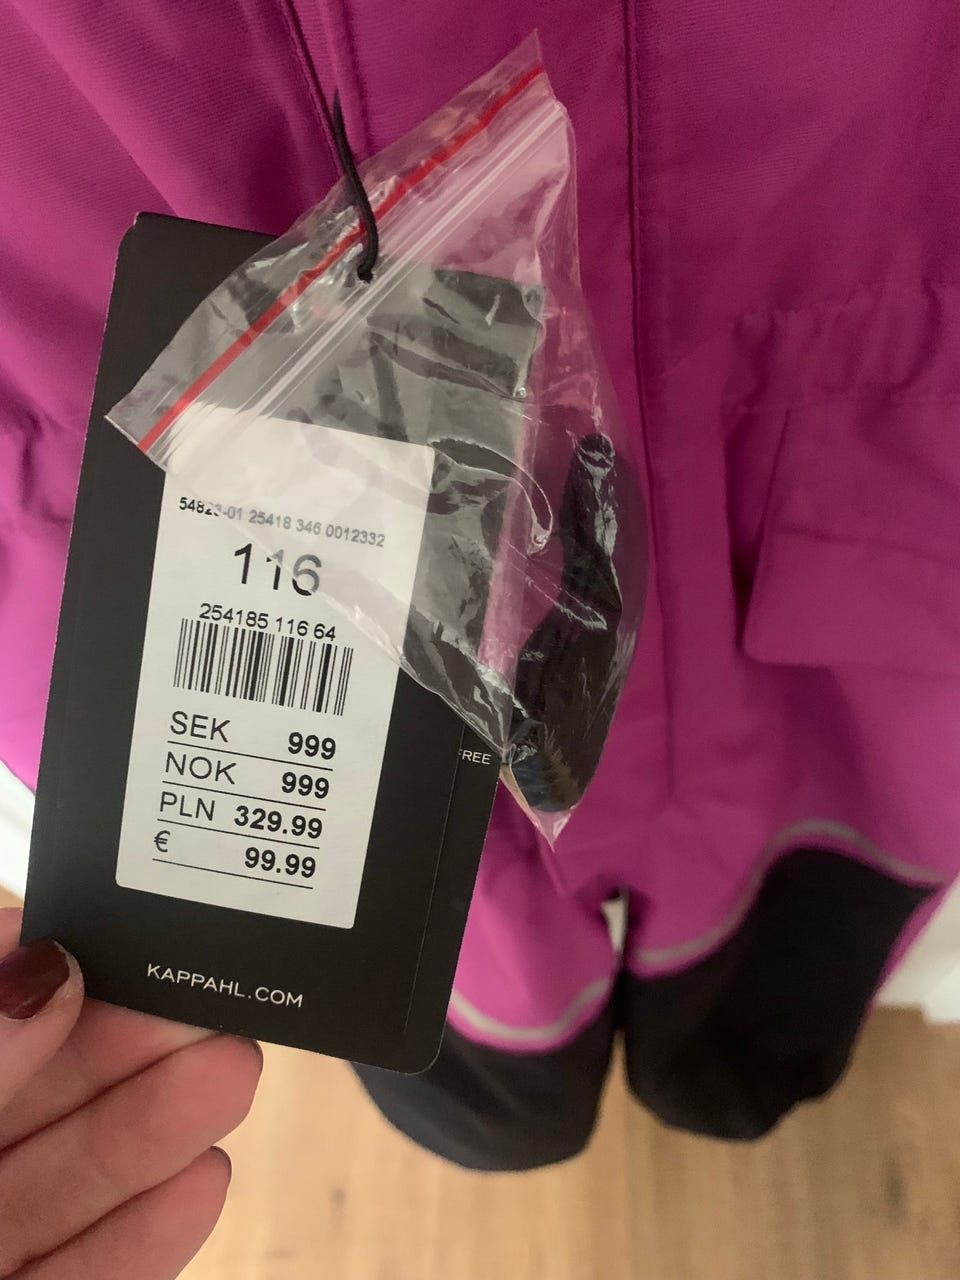 54823-01 25418 346 0012332
116
254185 116 64
SEK 999
NOK 999
PLN 329.99
€ 99.99
FREE
KAPPAHL.COM